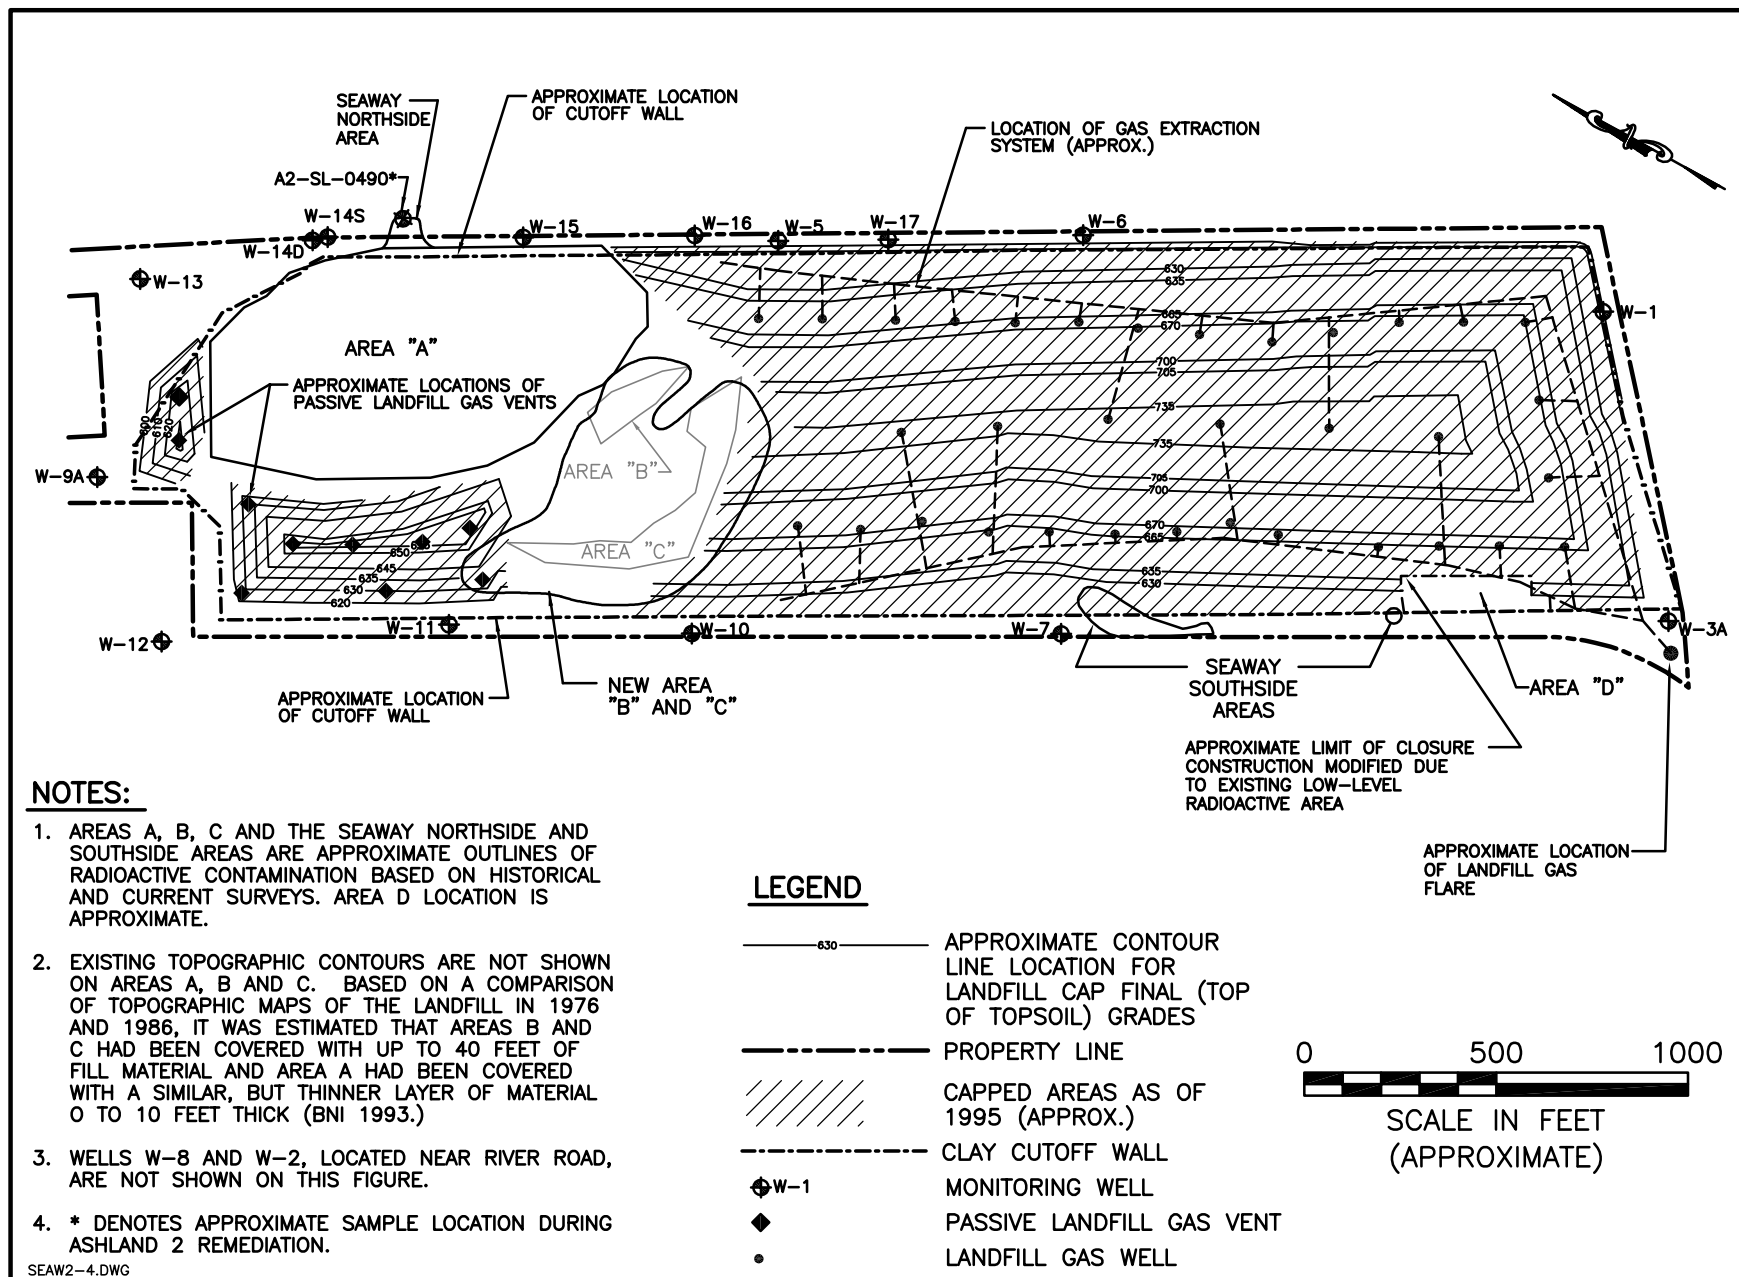 SEAWAY
NORTHSIDE
AREA
APPROXIMATE LOCATION
OF CUTOFF WALL
LOCATION OF GAS EXTRACTION
SYSTEM (APPROX.)
A2-SL-0490*
W-14S
W-14D
W-15
W-16
W-5
W-17
W-6
W-13
W-1
630
635
665
670
700
705
735
735
705
700
670
665
635
630
AREA "A"
APPROXIMATE LOCATIONS OF
PASSIVE LANDFILL GAS VENTS
600
610
620
AREA "B"
AREA "C"
W-9A
650
645
635
630
620
W-11
W-12
W-10
W-7
W-3A
APPROXIMATE LOCATION
OF CUTOFF WALL
NEW AREA
"B" AND "C"
SEAWAY
SOUTHSIDE
AREAS
AREA "D"
APPROXIMATE LIMIT OF CLOSURE
CONSTRUCTION MODIFIED DUE
TO EXISTING LOW-LEVEL
RADIOACTIVE AREA
APPROXIMATE LOCATION
OF LANDFILL GAS
FLARE
NOTES:
1. AREAS A, B, C AND THE SEAWAY NORTHSIDE AND
SOUTHSIDE AREAS ARE APPROXIMATE OUTLINES OF
RADIOACTIVE CONTAMINATION BASED ON HISTORICAL
AND CURRENT SURVEYS. AREA D LOCATION IS
APPROXIMATE.
2. EXISTING TOPOGRAPHIC CONTOURS ARE NOT SHOWN
ON AREAS A, B AND C. BASED ON A COMPARISON
OF TOPOGRAPHIC MAPS OF THE LANDFILL IN 1976
AND 1986, IT WAS ESTIMATED THAT AREAS B AND
C HAD BEEN COVERED WITH UP TO 40 FEET OF
FILL MATERIAL AND AREA A HAD BEEN COVERED
WITH A SIMILAR, BUT THINNER LAYER OF MATERIAL
O TO 10 FEET THICK (BNI 1993.)
3. WELLS W-8 AND W-2, LOCATED NEAR RIVER ROAD,
ARE NOT SHOWN ON THIS FIGURE.
4. * DENOTES APPROXIMATE SAMPLE LOCATION DURING
ASHLAND 2 REMEDIATION.
SEAW2-4.DWG
LEGEND
630
APPROXIMATE CONTOUR
LINE LOCATION FOR
LANDFILL CAP FINAL (TOP
OF TOPSOIL) GRADES
PROPERTY LINE
CAPPED AREAS AS OF
1995 (APPROX.)
CLAY CUTOFF WALL
W-1 MONITORING WELL
PASSIVE LANDFILL GAS VENT
LANDFILL GAS WELL
0 500 1000
SCALE IN FEET
(APPROXIMATE)